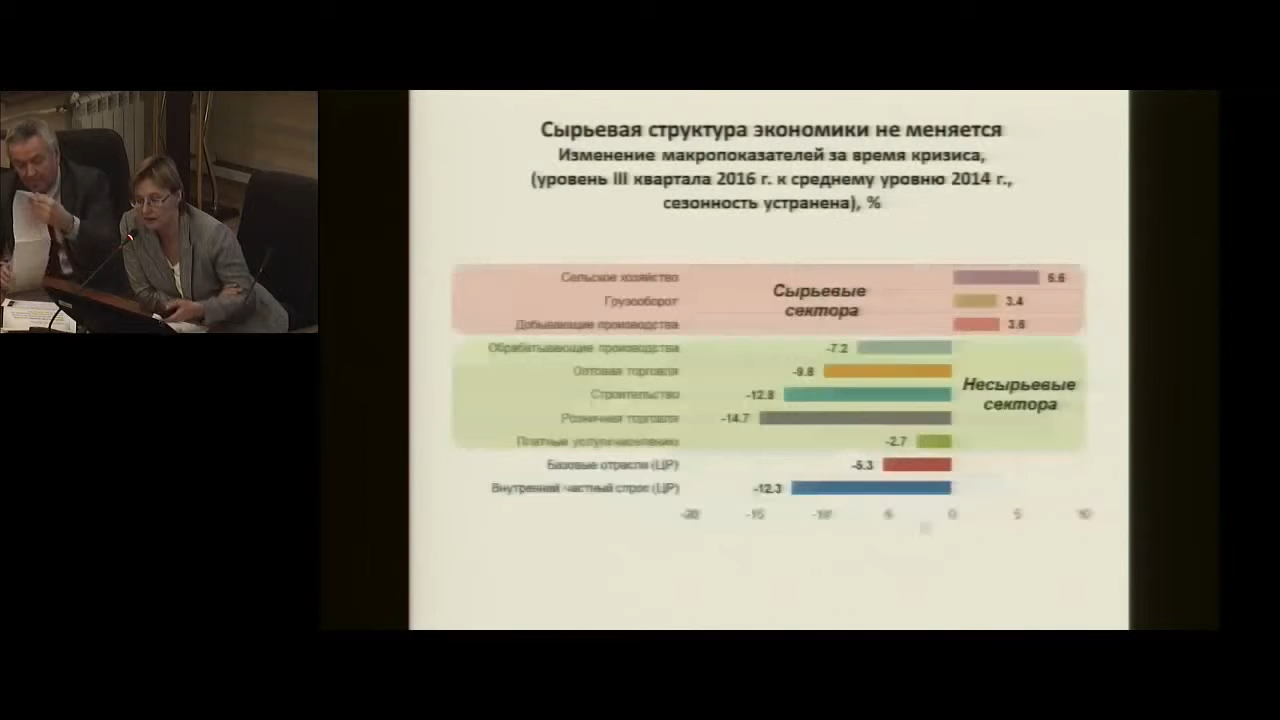 Сырьевая структура экономики не меняется
Изменение макропоказателей за время кризиса,
(уровень III квартала 2016 г. к среднему уровню 2014 г.,
сезонность устранена), %
Сельское хозяйство 6.6
Грузооборот 3.4
Добывающие производства 3.6
Сырьевые
сектора
Обрабатывающие производства -7.2
Оптовая торговля -9.8
Строительство -12.8
Розничная торговля -14.7
Платные услуги населению -2.7
Несырьевые
сектора
Базовые отрасли (ЦР) -5.3
Внутренний частный спрос (ЦР) -12.3
-20 -15 -10 -5 0 5 10